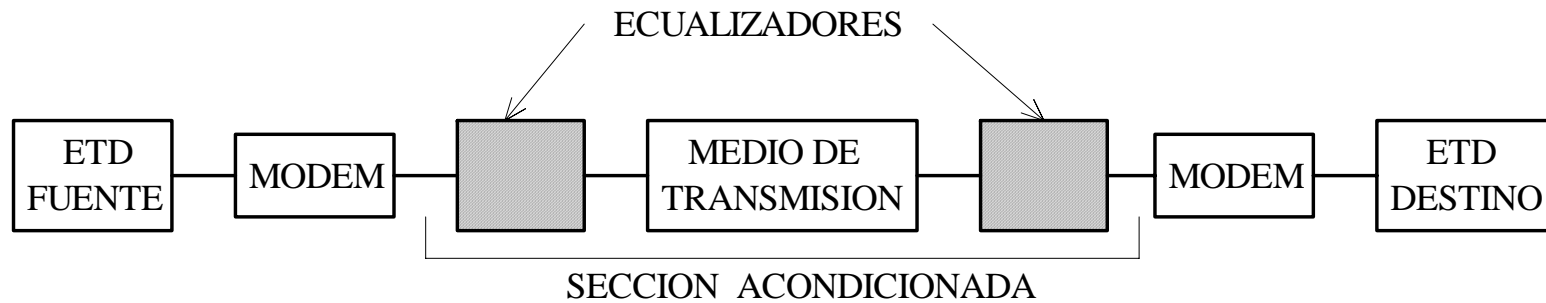 ECUALIZADORES
ETD
FUENTE
MODEM
MEDIO DE
TRANSMISION
MODEM
ETD
DESTINO
SECCION ACONDICIONADA